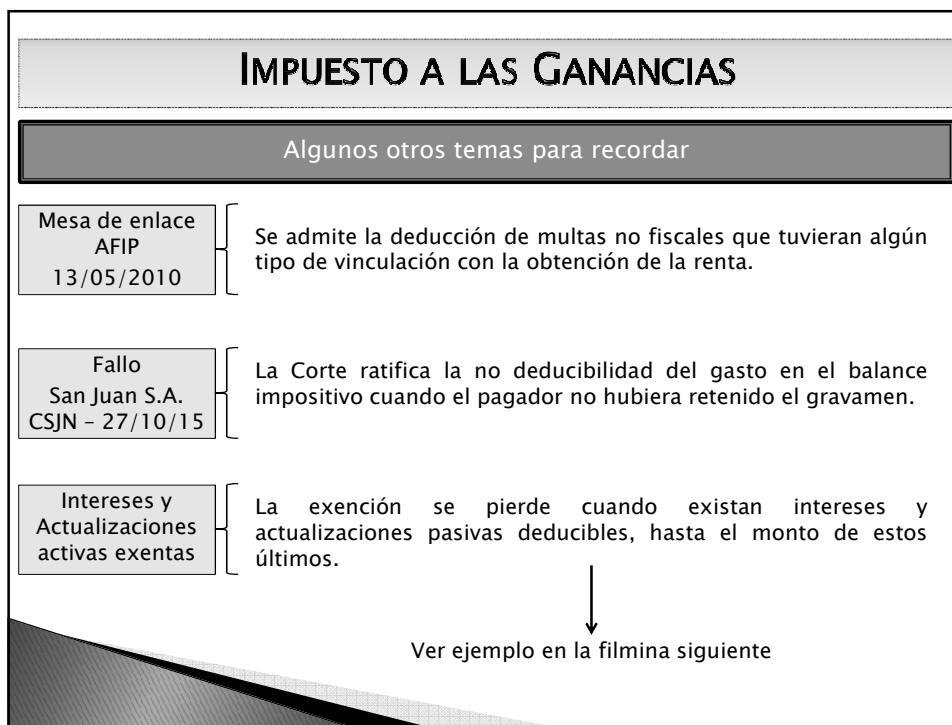 IMPUESTO A LAS GANANCIAS
Algunos otros temas para recordar
Mesa de enlace
AFIP
13/05/2010
Se admite la deducción de multas no fiscales que tuvieran algún
tipo de vinculación con la obtención de la renta.
Fallo
San Juan S.A.
CSJN – 27/10/15
La Corte ratifica la no deducibilidad del gasto en el balance
impositivo cuando el pagador no hubiera retenido el gravamen.
Intereses y
Actualizaciones
activas exentas
La exención se pierde cuando existan intereses y
actualizaciones pasivas deducibles, hasta el monto de estos
últimos.
Ver ejemplo en la filmina siguiente